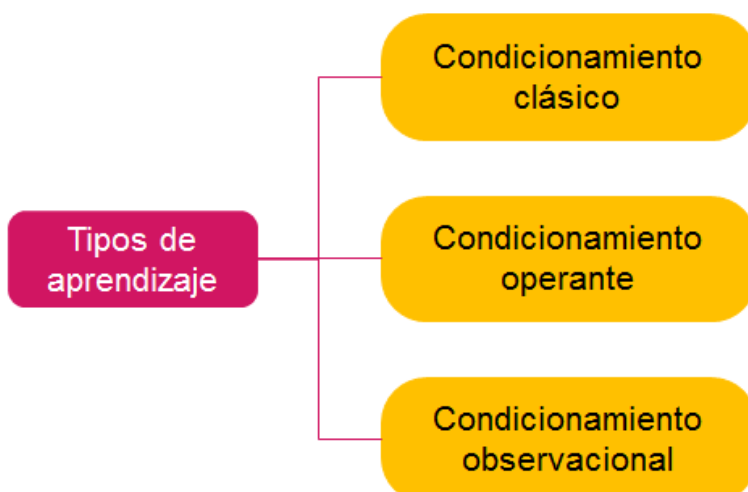 Condicionamiento
clásico
Tipos de
aprendizaje
Condicionamiento
operante
Condicionamiento
observacional